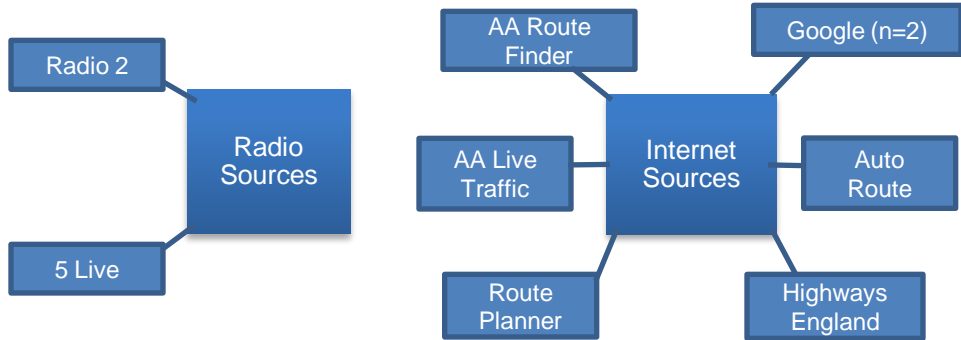 Radio 2
Radio
Sources
5 Live
AA Route
Finder
Google (n=2)
AA Live
Traffic
Internet
Sources
Auto
Route
Route
Planner
Highways
England